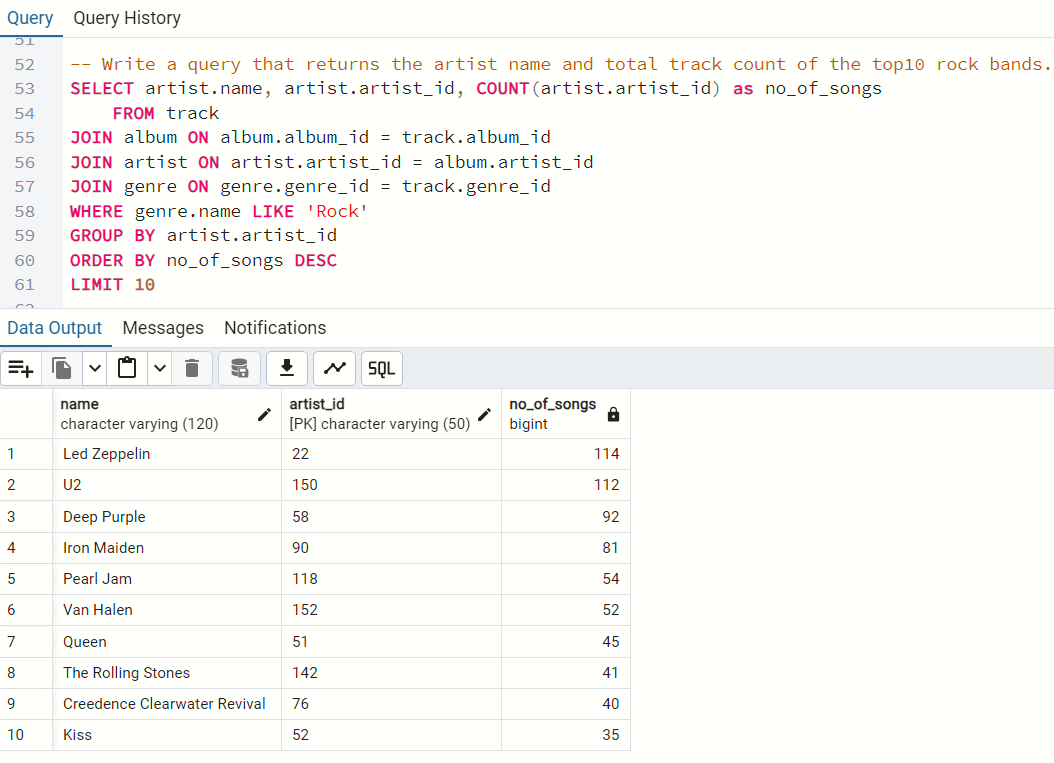 Query Query History
51
52 -- Write a query that returns the artist name and total track count of the top10 rock bands.
53 SELECT artist.name, artist.artist_id, COUNT(artist.artist_id) as no_of_songs
54 FROM track
55 JOIN album ON album.album_id = track.album_id
56 JOIN artist ON artist.artist_id = album.artist_id
57 JOIN genre ON genre.genre_id = track.genre_id
58 WHERE genre.name LIKE 'Rock'
59 GROUP BY artist.artist_id
60 ORDER BY no_of_songs DESC
61 LIMIT 10
62
Data Output Messages Notifications
SQL
name artist_id no_of_songs
character varying (120) [PK] character varying (50) bigint
1 Led Zeppelin 22 114
2 U2 150 112
3 Deep Purple 58 92
4 Iron Maiden 90 81
5 Pearl Jam 118 54
6 Van Halen 152 52
7 Queen 51 45
8 The Rolling Stones 142 41
9 Creedence Clearwater Revival 76 40
10 Kiss 52 35